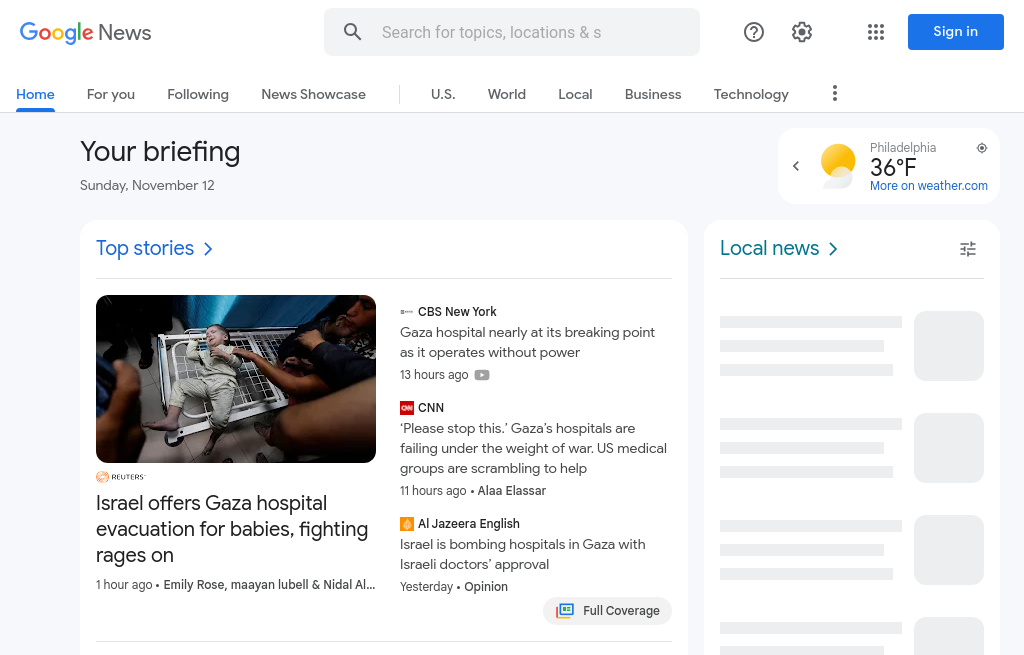 Google News
Search for topics, locations & s
Sign in
Home
For you
Following
News Showcase
U.S.
World
Local
Business
Technology
Your briefing
Sunday, November 12
Philadelphia
36°F
More on weather.com
Top stories
REUTERS
Israel offers Gaza hospital
evacuation for babies, fighting
rages on
1 hour ago • Emily Rose, maayan lubell & Nidal Al…
CBS New York
Gaza hospital nearly at its breaking point
as it operates without power
13 hours ago
CNN
CNN
‘Please stop this.’ Gaza’s hospitals are
failing under the weight of war. US medical
groups are scrambling to help
11 hours ago • Alaa Elassar
Al Jazeera English
Israel is bombing hospitals in Gaza with
Israeli doctors’ approval
Yesterday • Opinion
Full Coverage
Local news